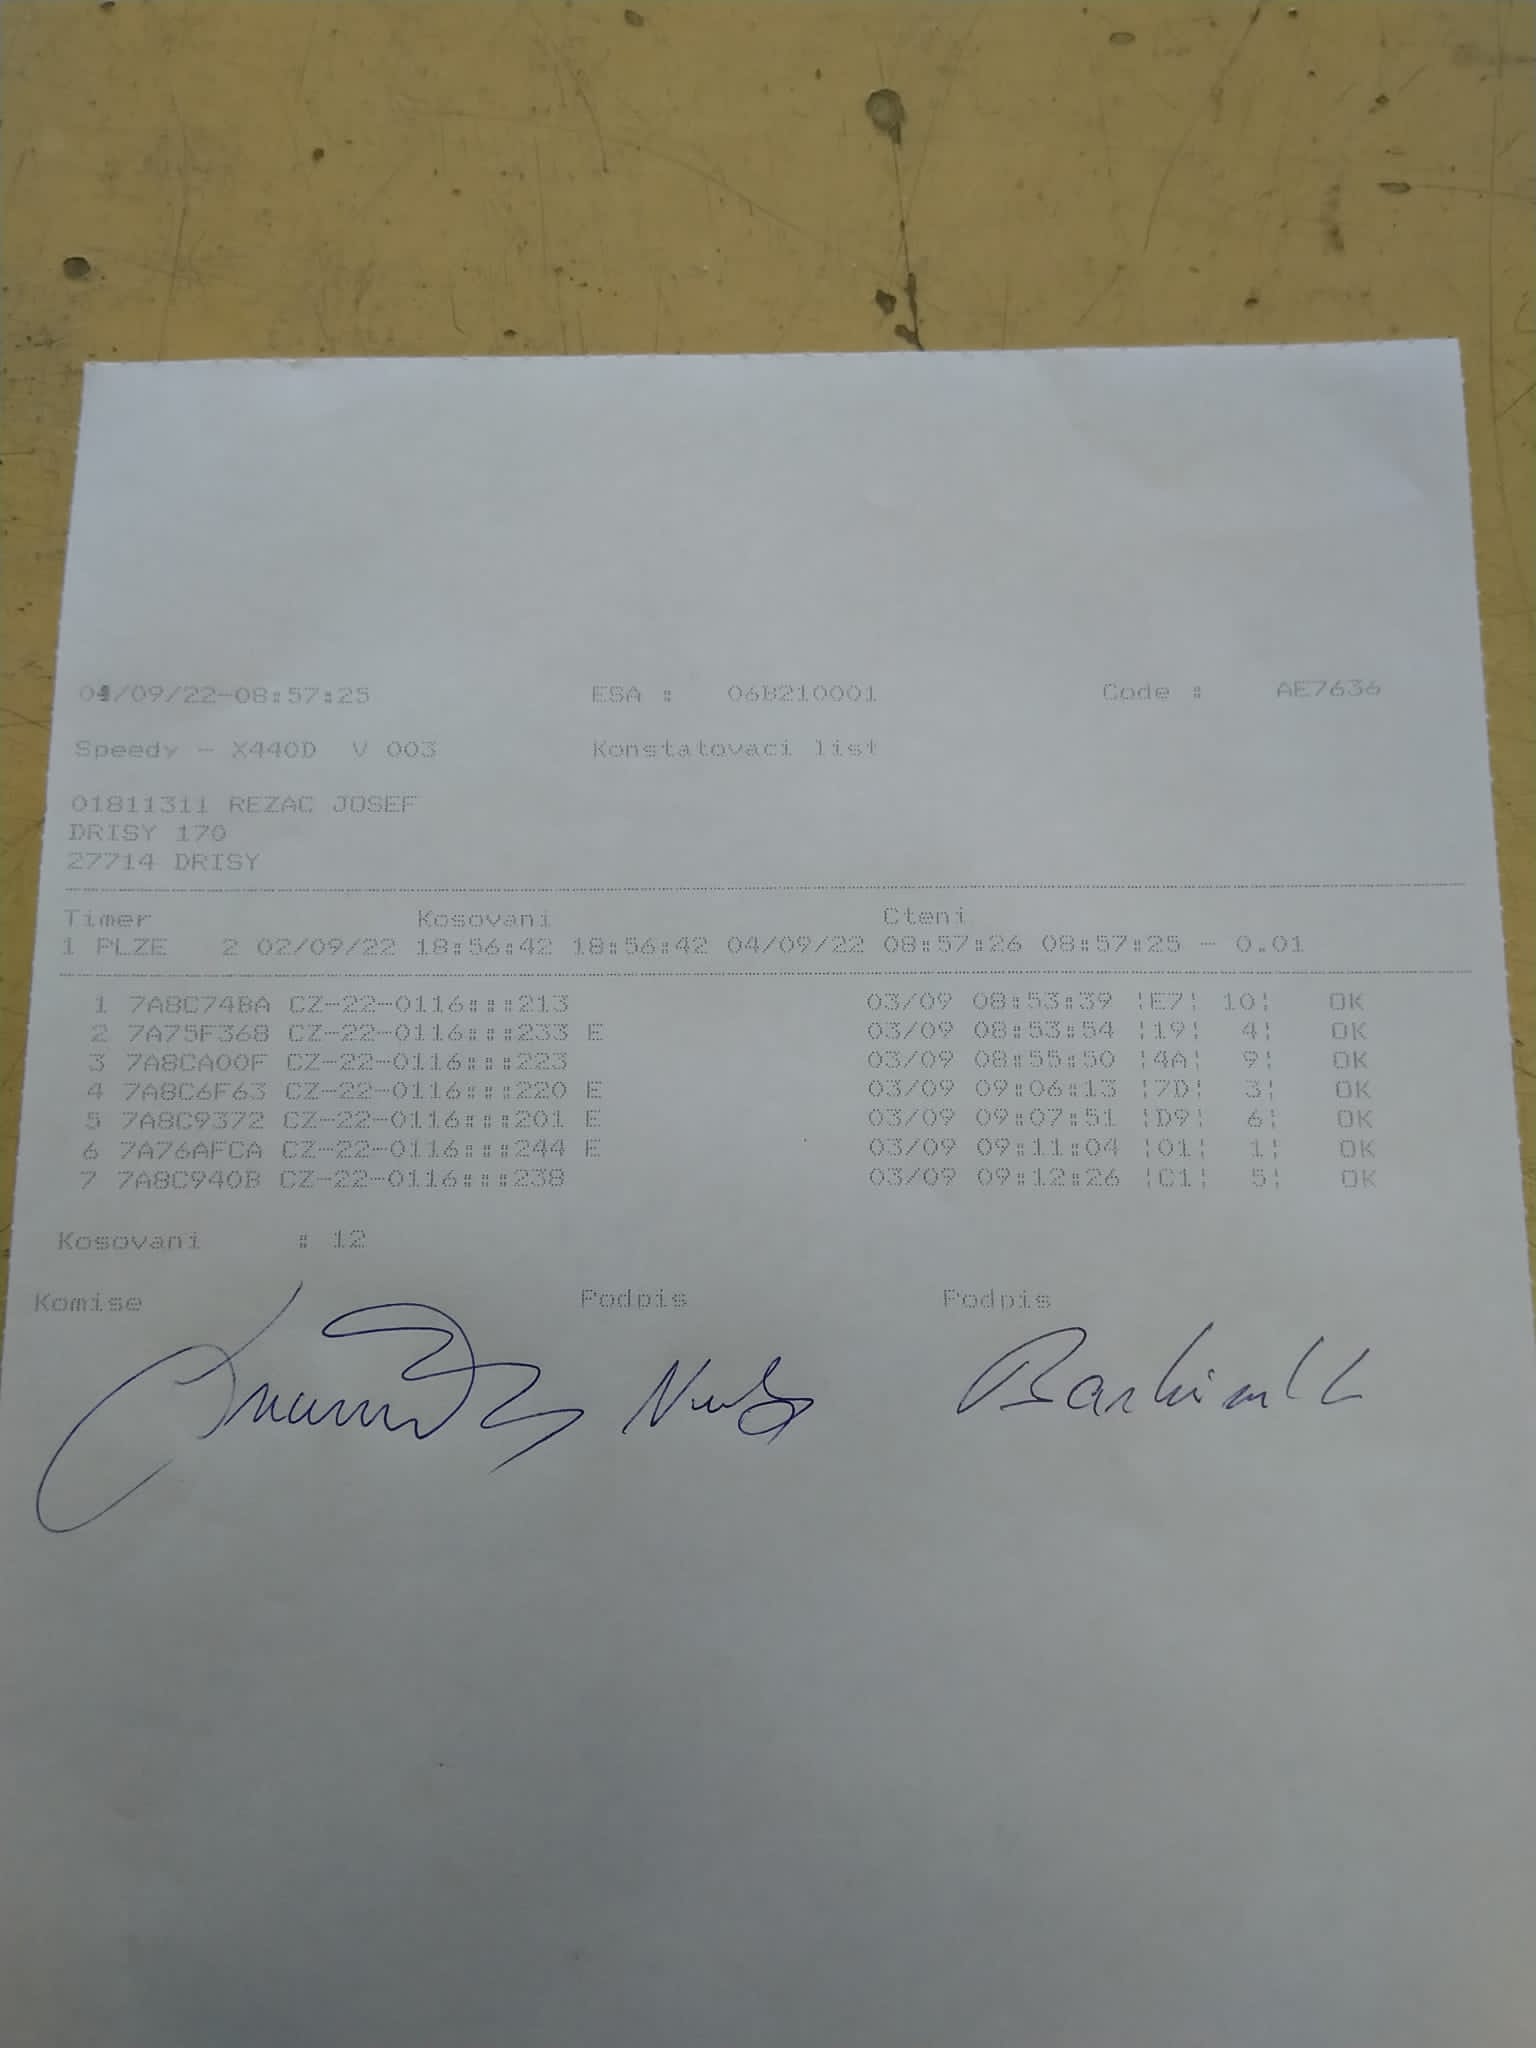 04/09/22-08:57:25 ESA : 06B210001 Code : AE7636
Speedy - X440D V 003 Konstatovaci list
01811311 REZAC JOSEF
DRISY 170
27714 DRISY
Timer Kosovani Cteni
1 PLZE 2 02/09/22 18:56:42 18:56:42 04/09/22 08:57:26 08:57:25 - 0.01
1 7A8C74BA CZ-22-0116:::213 03/09 08:53:39 ¦E7¦ 10¦ OK
2 7A75F368 CZ-22-0116:::233 E 03/09 08:53:54 ¦19¦ 4¦ OK
3 7A8CA00F CZ-22-0116:::223 03/09 08:55:50 ¦4A¦ 9¦ OK
4 7A8C6F63 CZ-22-0116:::220 E 03/09 09:06:13 ¦7D¦ 3¦ OK
5 7A8C9372 CZ-22-0116:::201 E 03/09 09:07:51 ¦D9¦ 6¦ OK
6 7A76AFCA CZ-22-0116:::244 E 03/09 09:11:04 ¦01¦ 1¦ OK
7 7A8C940B CZ-22-0116:::238 03/09 09:12:26 ¦C1¦ 5¦ OK
Kosovani : 12
Komise Podpis Podpis